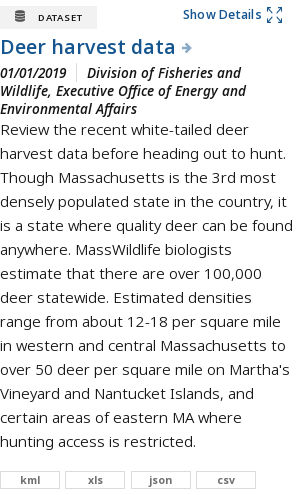 DATASET
Show Details
Deer harvest data
01/01/2019 Division of Fisheries and
Wildlife, Executive Office of Energy and
Environmental Affairs
Review the recent white-tailed deer
harvest data before heading out to hunt.
Though Massachusetts is the 3rd most
densely populated state in the country, it
is a state where quality deer can be found
anywhere. MassWildlife biologists
estimate that there are over 100,000
deer statewide. Estimated densities
range from about 12-18 per square mile
in western and central Massachusetts to
over 50 deer per square mile on Martha's
Vineyard and Nantucket Islands, and
certain areas of eastern MA where
hunting access is restricted.
kml xls json csv